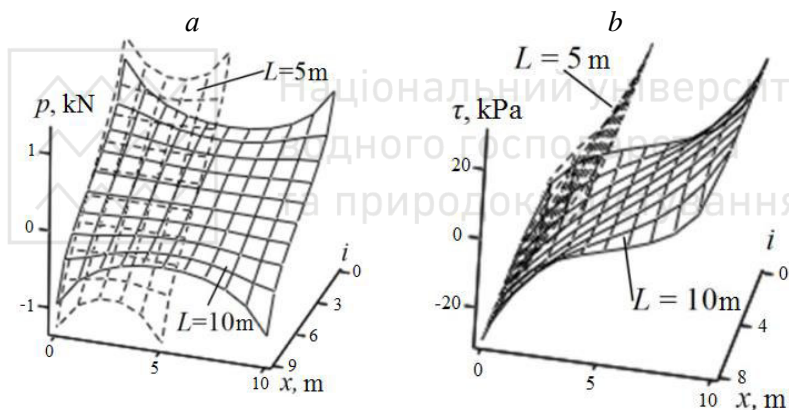 a
b
L=5m
L = 5 m
Національний університ
p, kN
τ, kPa
1
водного господарства
20
та природокористування
0
0
i
i
0
0
-1
-20
L=10m
L = 10m
3
4
6
0
5
10
9
x, m
0
5
10
8
x, m